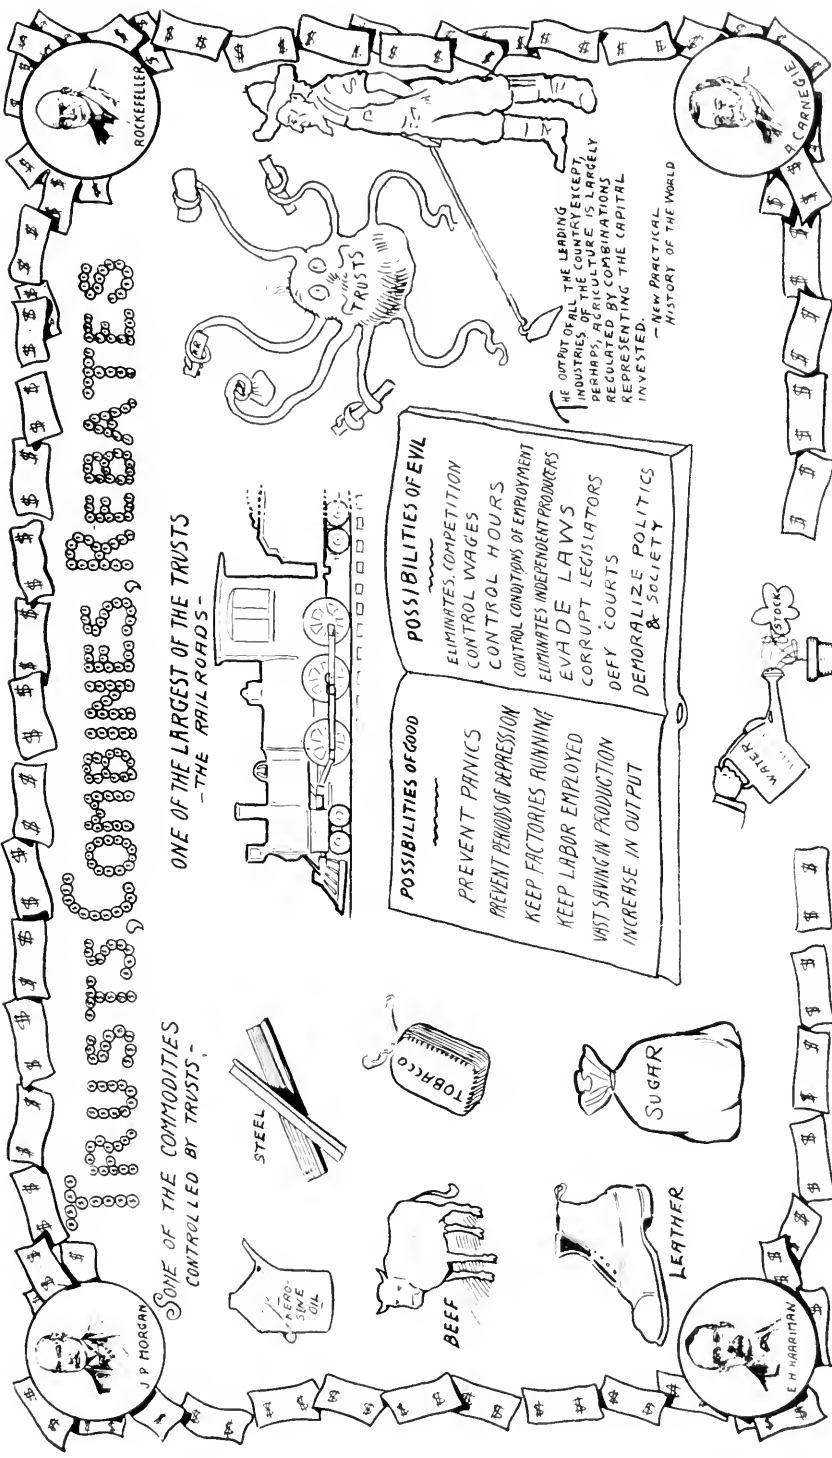 TRUSTS, COMBINES, REBATES
J P MORGAN
ROCKEFELLER
SOME OF THE COMMODITIES
CONTROLLED BY TRUSTS-
ONE OF THE LARGEST OF THE TRUSTS
-THE RAILROADS-
KERO-
SINE
OIL
STEEL
BEEF
TOBACCO
LEATHER
SUGAR
TRUSTS
POSSIBILITIES OF GOOD
PREVENT PANICS
PREVENT PERIODS OF DEPRESSION
KEEP FACTORIES RUNNING
KEEP LABOR EMPLOYED
VAST SAVING IN PRODUCTION
INCREASE IN OUTPUT
POSSIBILITIES OF EVIL
ELIMINATES COMPETITION
CONTROL WAGES
CONTROL HOURS
CONTROL CONDITIONS OF EMPLOYMENT
ELIMINATES INDEPENDENT PRODUCERS
EVADE LAWS
CORRUPT LEGISLATORS
DEFY COURTS
DEMORALIZE POLITICS
& SOCIETY
THE OUTPUT OF ALL THE LEADING
INDUSTRIES OF THE COUNTRY EXCEPT,
PERHAPS, AGRICULTURE IS LARGELY
REGULATED BY COMBINATIONS
REPRESENTING THE CAPITAL
INVESTED.
-NEW PRACTICAL
HISTORY OF THE WORLD
WATER
STOCK
E H HARRIMAN
A. CARNEGIE